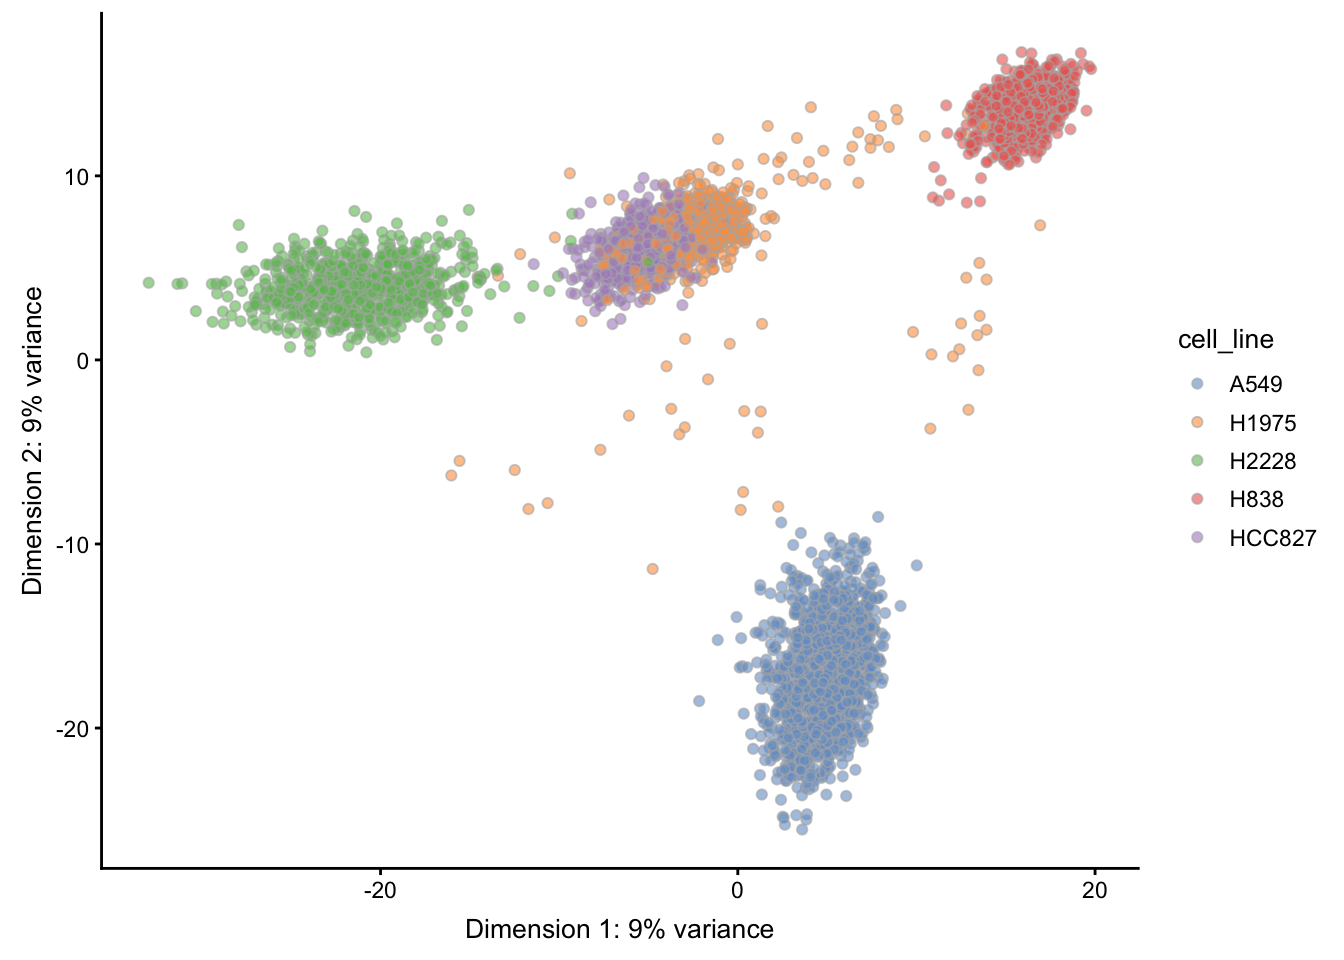 10
0
-10
-20
Dimension 2: 9% variance
-20
0
20
Dimension 1: 9% variance
cell_line
A549
H1975
H2228
H838
HCC827